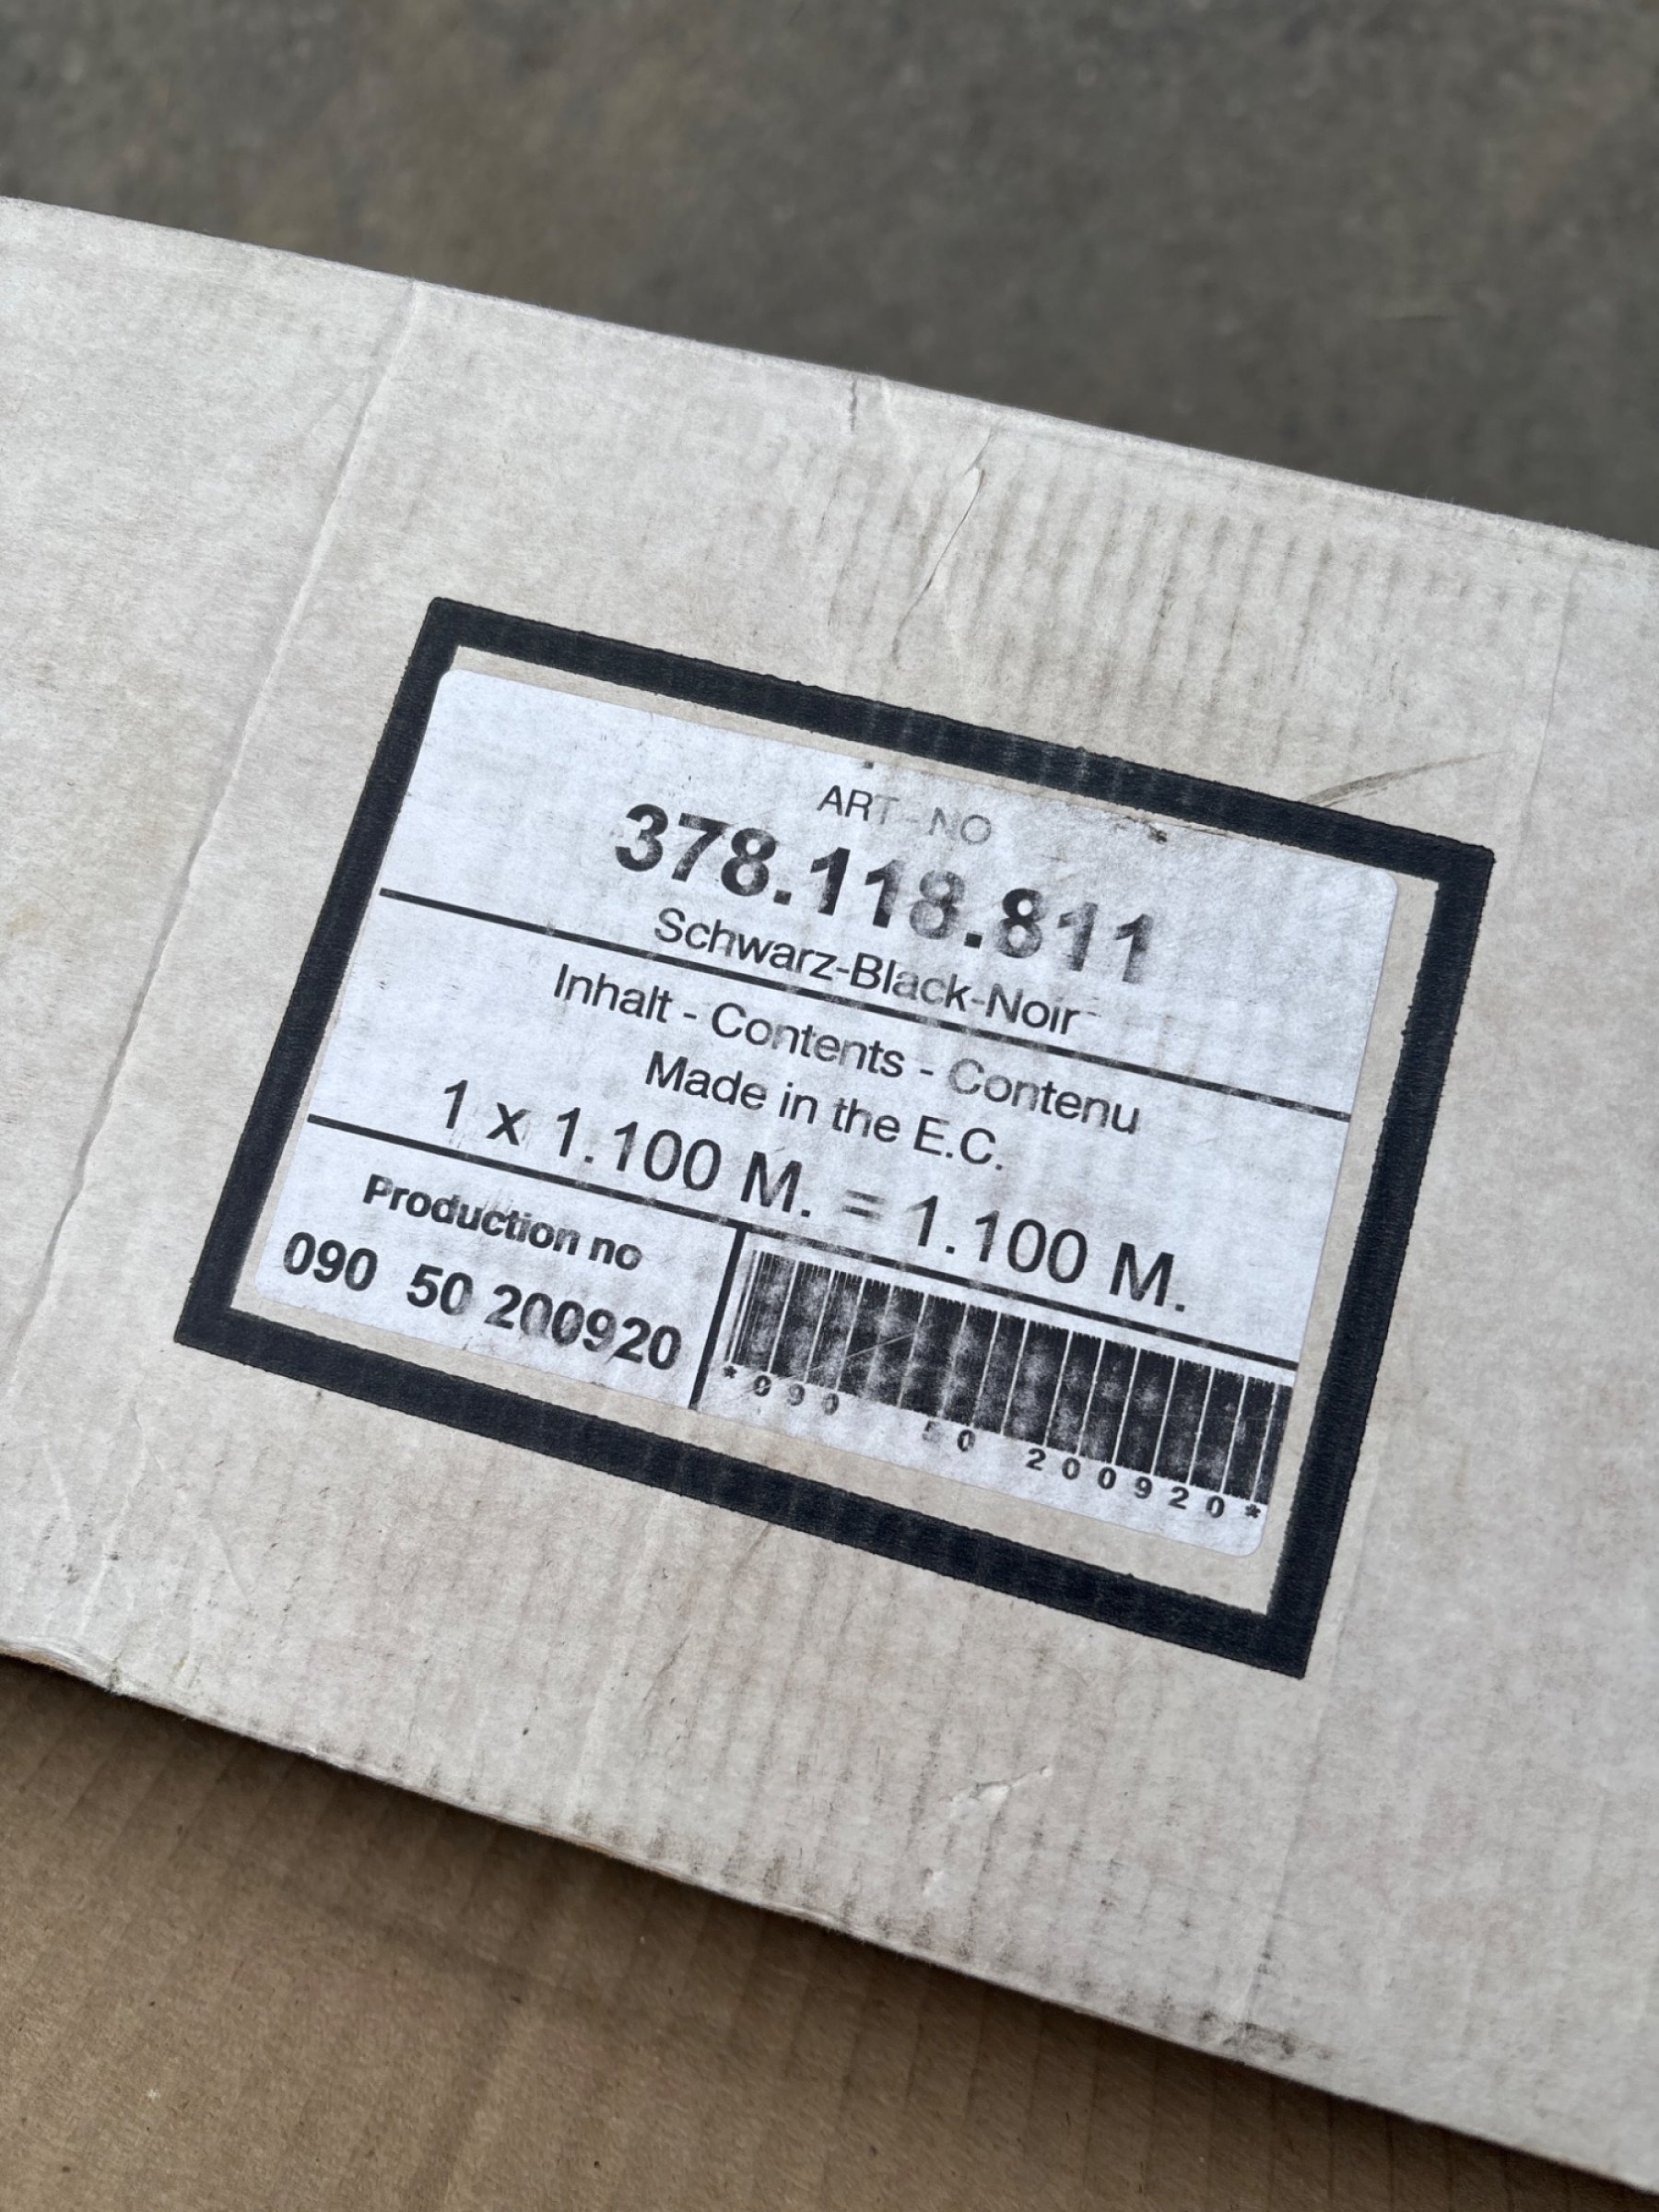 ART - NO
378.118.811
Schwarz-Black-Noir
Inhalt - Contents - Contenu
Made in the E.C.
1 x 1.100 M. = 1.100 M.
Production no
090 50 200920
*090 50 200920*